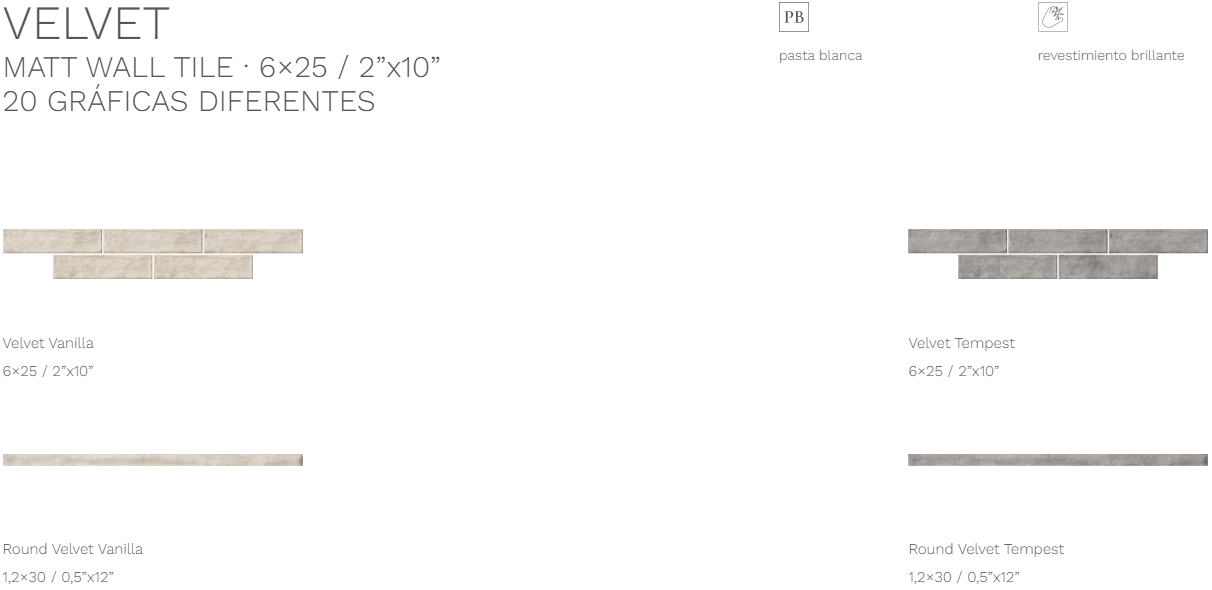 VELVET
MATT WALL TILE · 6×25 / 2”x10”
20 GRÁFICAS DIFERENTES
PB
pasta blanca
revestimiento brillante
Velvet Vanilla
6×25 / 2”x10”
Velvet Tempest
6×25 / 2”x10”
Round Velvet Vanilla
1,2×30 / 0,5”x12”
Round Velvet Tempest
1,2×30 / 0,5”x12”